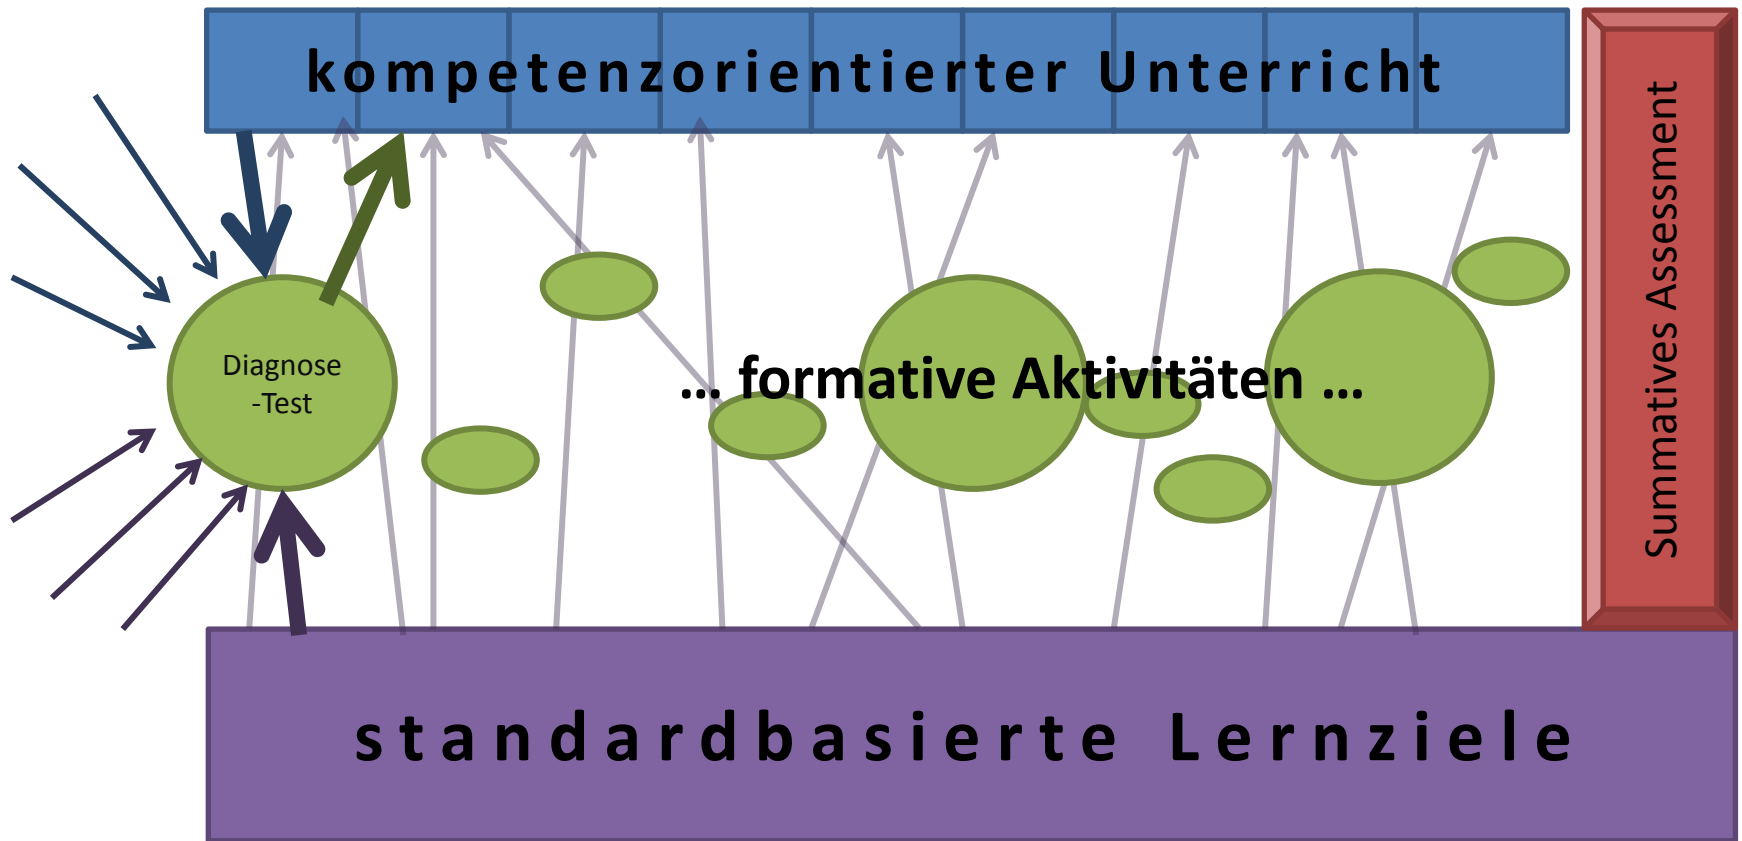 kompetenzorientierter Unterricht
Summatives Assessment
Diagnose
-Test
... formative Aktivitäten ...
standardbasierte Lernziele